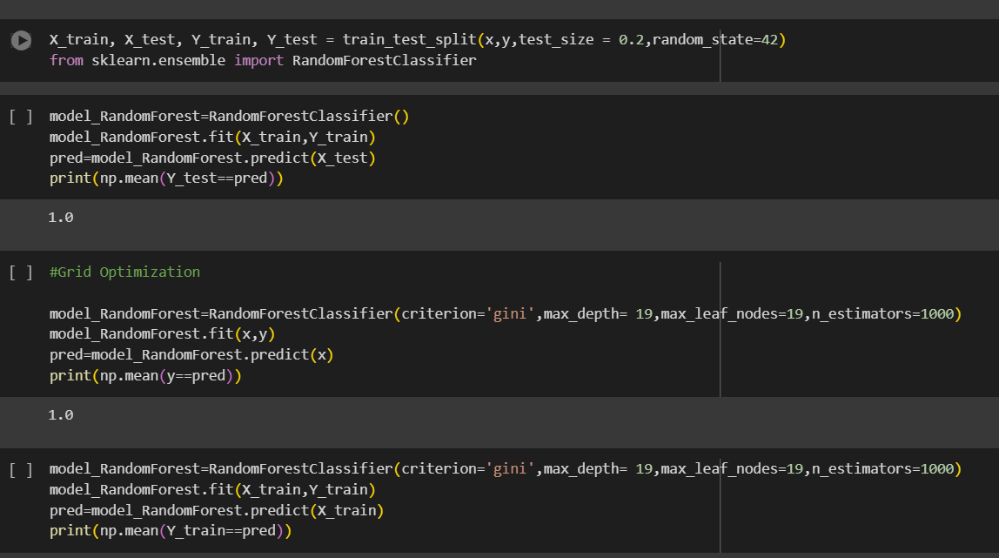 X_train, X_test, Y_train, Y_test = train_test_split(x,y,test_size = 0.2,random_state=42)
from sklearn.ensemble import RandomForestClassifier
[ ] model_RandomForest=RandomForestClassifier()
model_RandomForest.fit(X_train,Y_train)
pred=model_RandomForest.predict(X_test)
print(np.mean(Y_test==pred))
1.0
[ ] #Grid Optimization
model_RandomForest=RandomForestClassifier(criterion='gini',max_depth= 19,max_leaf_nodes=19,n_estimators=1000)
model_RandomForest.fit(x,y)
pred=model_RandomForest.predict(x)
print(np.mean(y==pred))
1.0
[ ] model_RandomForest=RandomForestClassifier(criterion='gini',max_depth= 19,max_leaf_nodes=19,n_estimators=1000)
model_RandomForest.fit(X_train,Y_train)
pred=model_RandomForest.predict(X_train)
print(np.mean(Y_train==pred))